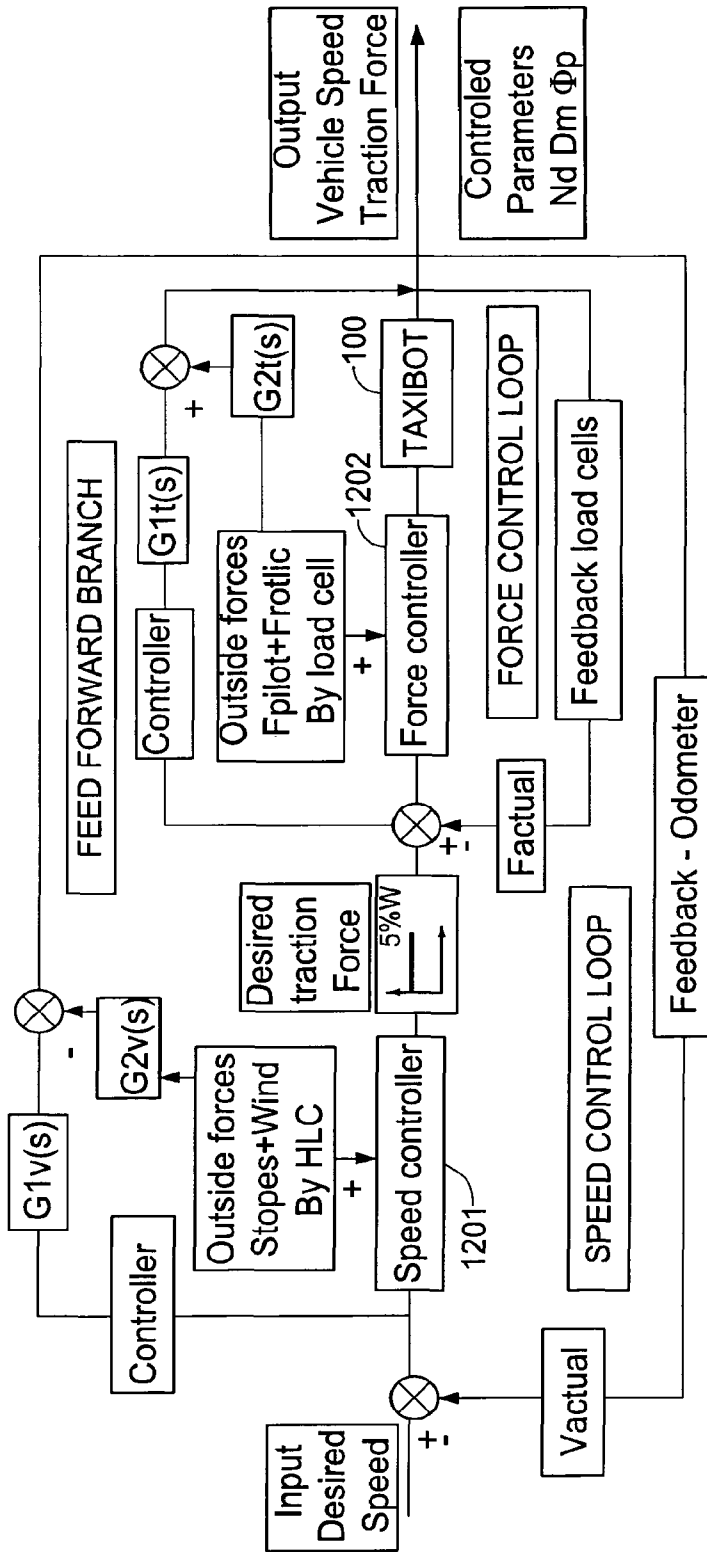 Input
Desired
Speed
+
-
Vactual
Controller
G1v(s)
G2v(s)
-
Outside forces
Stopes+Wind
By HLC
+
Speed controller
1201
SPEED CONTROL LOOP
Feedback - Odometer
Desired
traction
Force
5%W
+
-
Factual
FEED FORWARD BRANCH
Controller
G1t(s)
G2t(s)
+
Outside forces
Fpilot+Frotlic
By load cell
+
Force controller
1202
TAXIBOT
100
FORCE CONTROL LOOP
Feedback load cells
Output
Vehicle Speed
Traction Force
Controled
Parameters
Nd Dm Φp